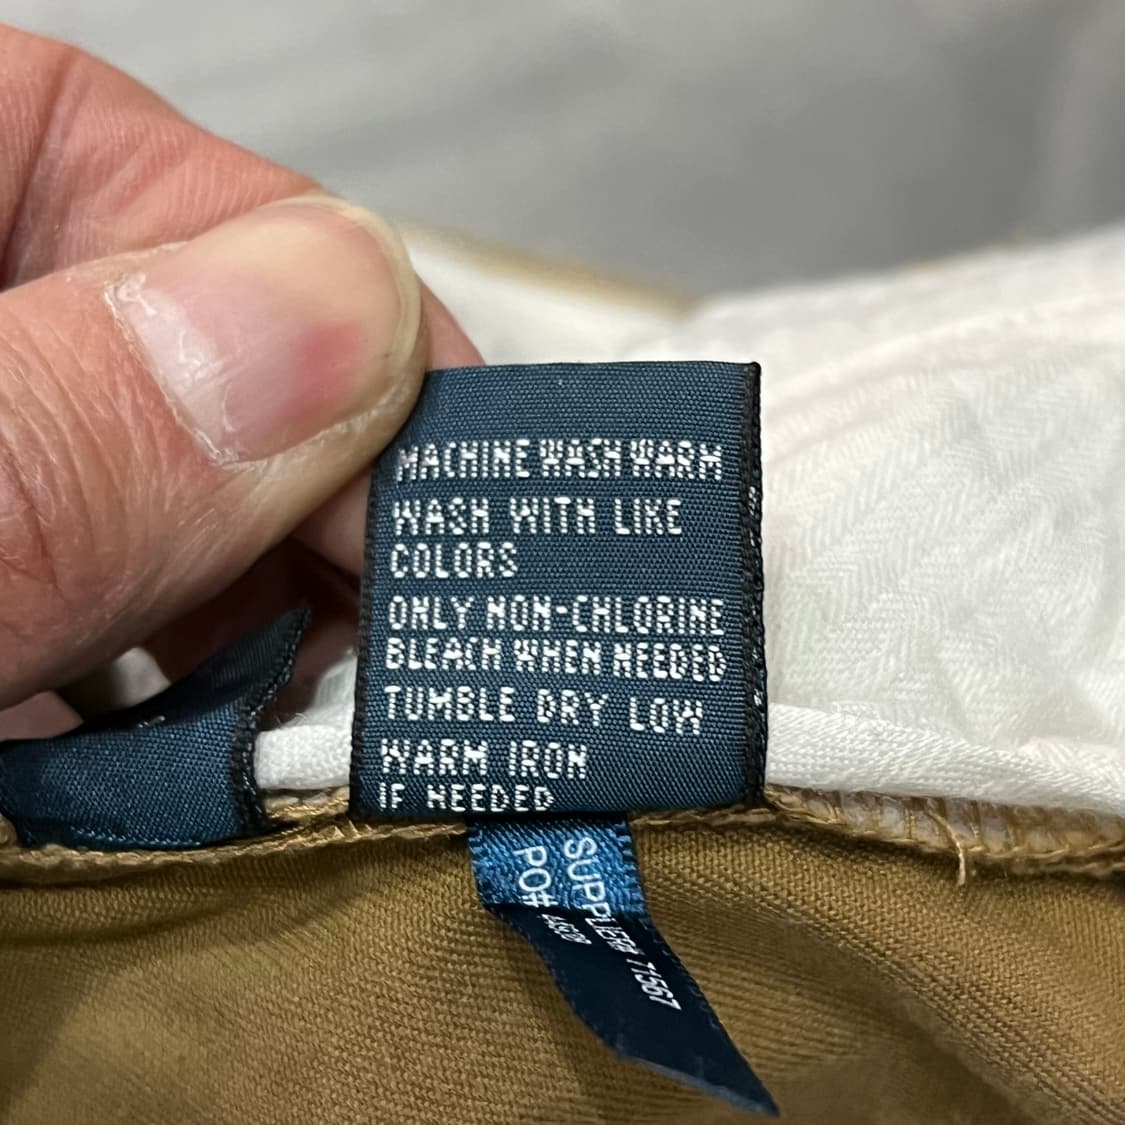 MACHINE WASH WARM
WASH WITH LIKE
COLORS
ONLY NON-CHLORINE
BLEACH WHEN NEEDED
TUMBLE DRY LOW
WARM IRON
IF NEEDED
SUPPLIER# 71567
PO#